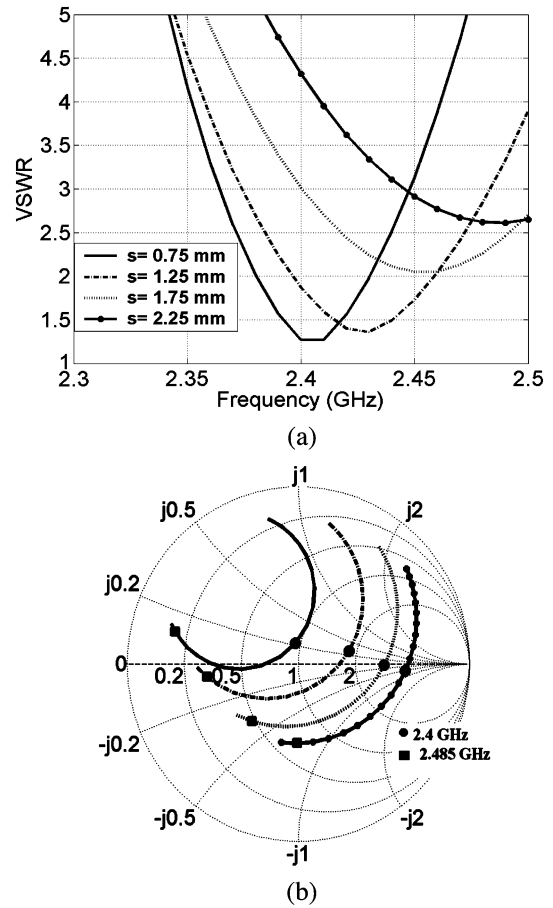 5
4.5
4
3.5
3
2.5
2
1.5
1
VSWR
s= 0.75 mm
s= 1.25 mm
s= 1.75 mm
s= 2.25 mm
2.3 2.35 2.4 2.45 2.5
Frequency (GHz)
(a)
j1
j0.5 j2
j0.2
0 0.2 0.5 1 2
-j0.2
2.4 GHz
2.485 GHz
-j0.5 -j2
-j1
(b)